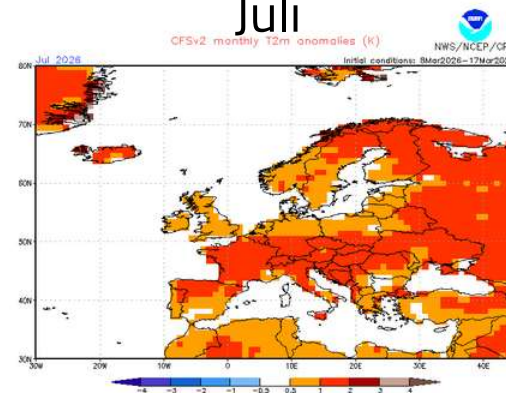 Juli
CFSv2 monthly T2m anomalies (K)
NWS/NCEP/CP
Jul 2026
Initial conditions: 8Mar2026-17Mar20
80N
70N
60N
50N
40N
30N
30W 20W 10W 0 10E 20E 30E 40E
-4 -3 -2 -1 -0.5 0.5 1 2 3 4